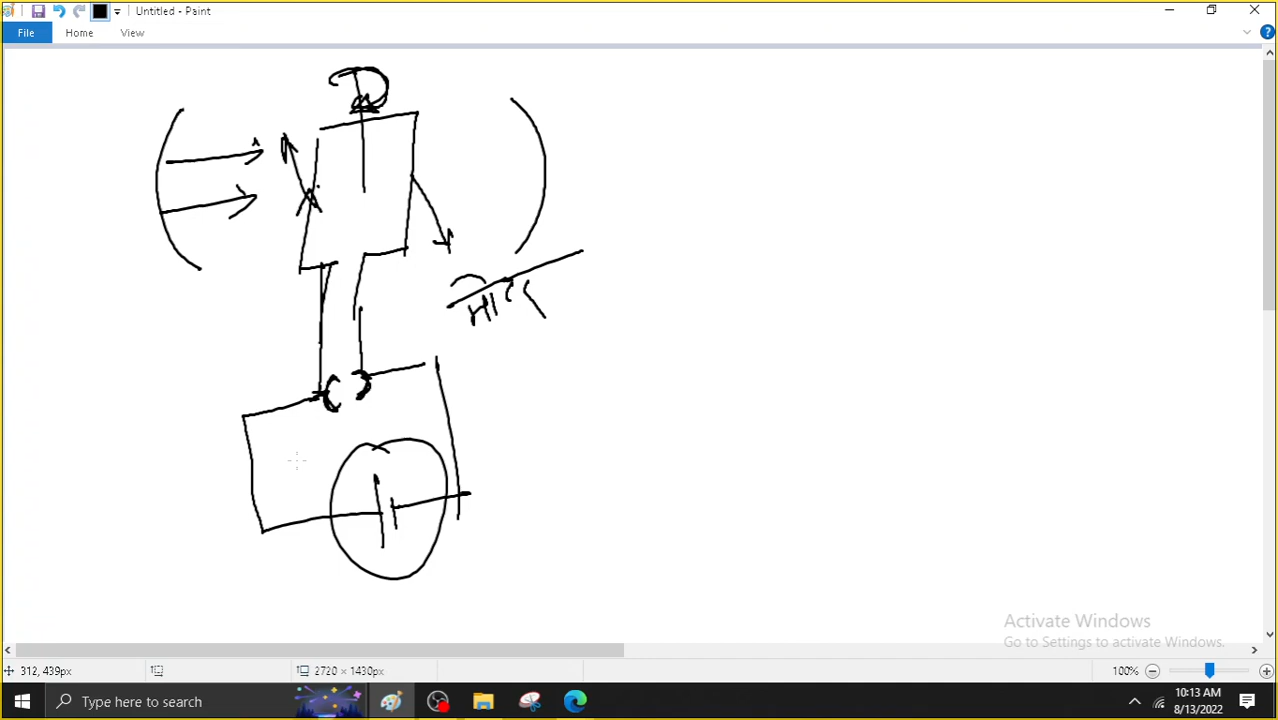 Untitled - Paint
File
Home
View
D
Activate Windows
Go to Settings to activate Windows.
312, 439px
2720 × 1430px
100%
Type here to search
10:13 AM
8/13/2022